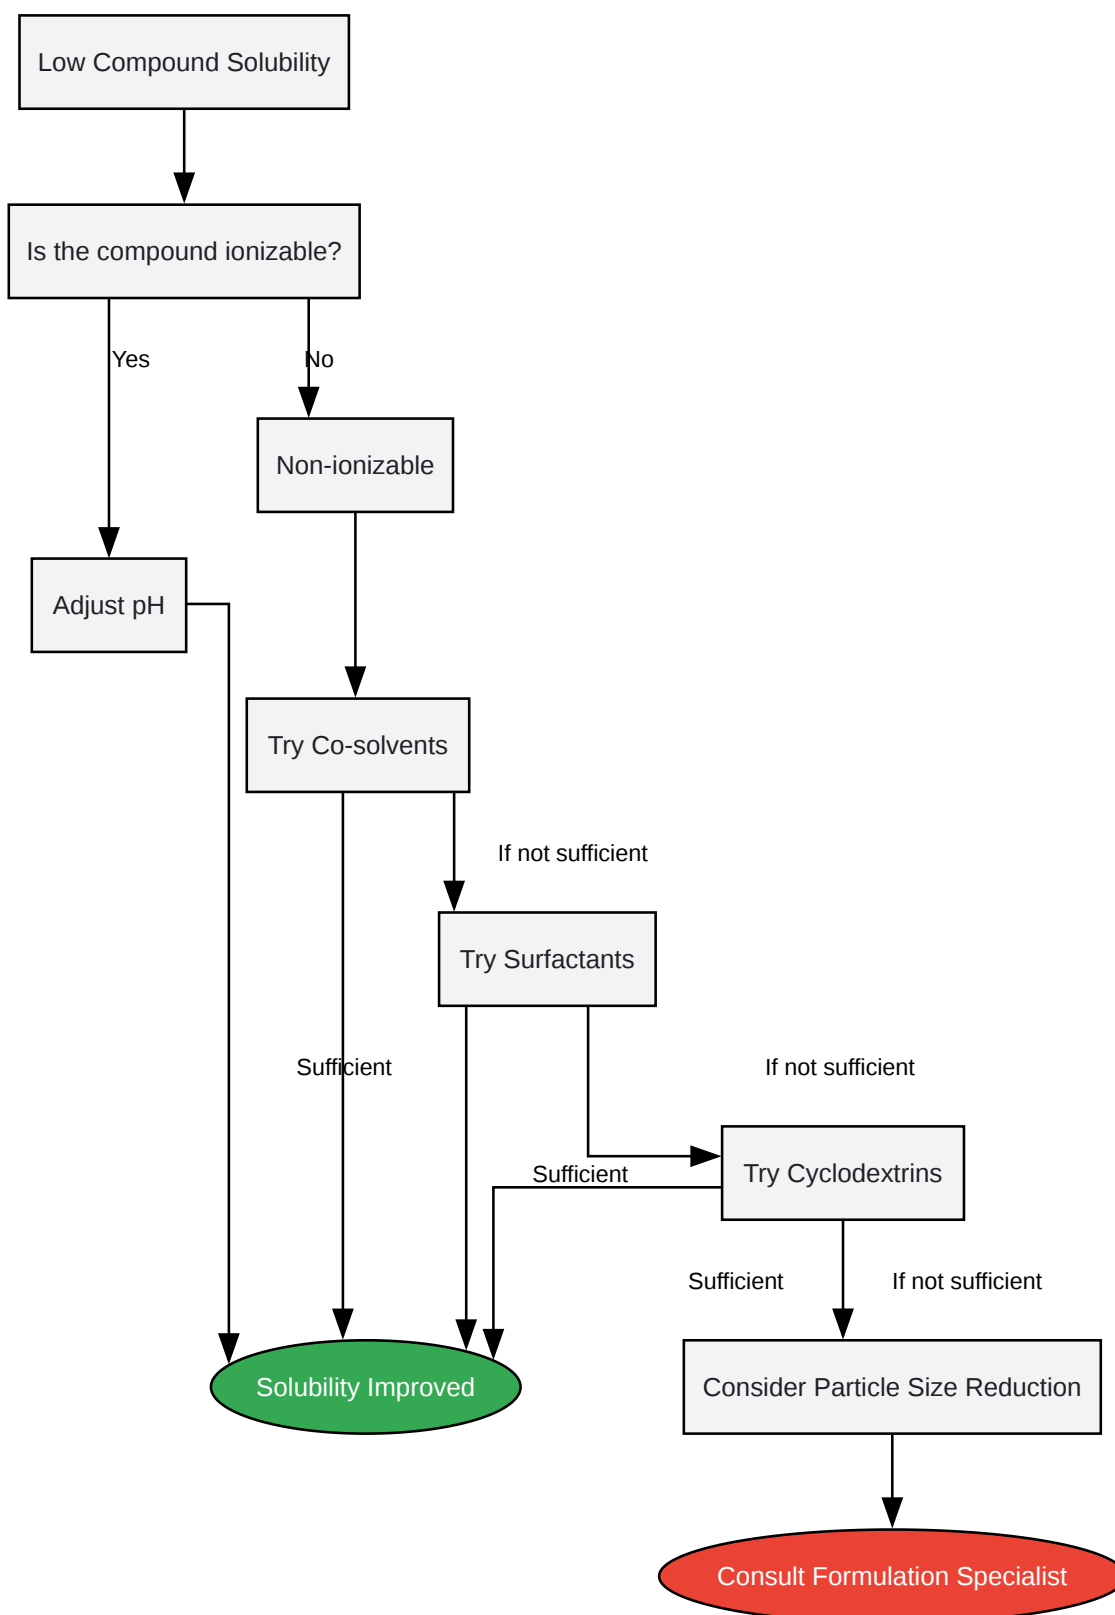 Low Compound Solubility
Is the compound ionizable?
Yes
No
Non-ionizable
Adjust pH
Try Co-solvents
If not sufficient
Try Surfactants
Sufficient
If not sufficient
Try Cyclodextrins
Sufficient
Sufficient
If not sufficient
Consider Particle Size Reduction
Solubility Improved
Consult Formulation Specialist